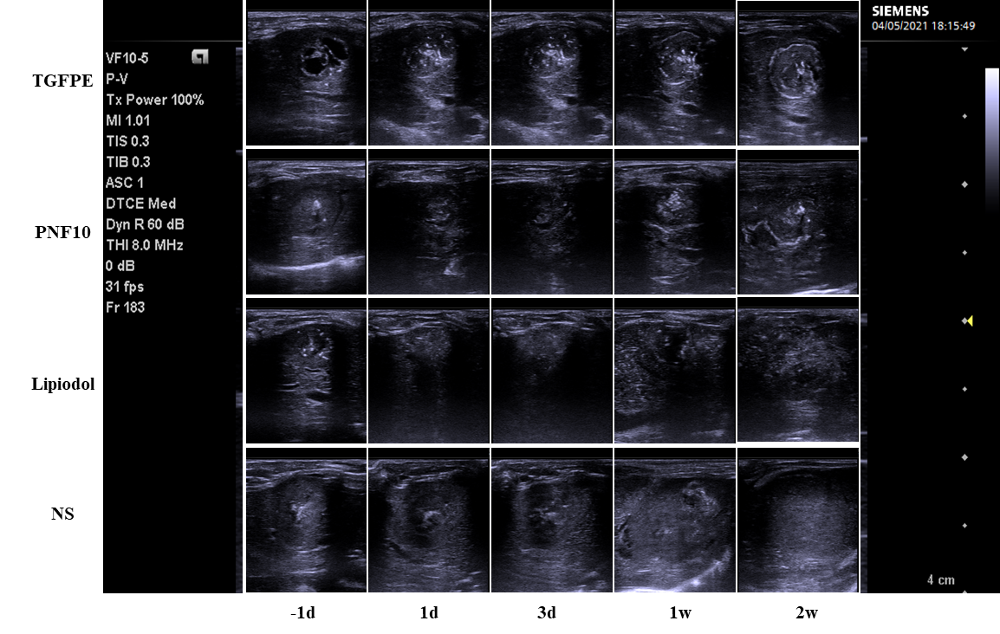 SIEMENS
04/05/2021 18:15:49
VF10-5
P-V
Tx Power 100%
MI 1.01
TIS 0.3
TIB 0.3
ASC 1
DTCE Med
Dyn R 60 dB
THI 8.0 MHz
0 dB
31 fps
Fr 183
TGFPE
PNF10
Lipiodol
NS
4 cm
-1d 1d 3d 1w 2w